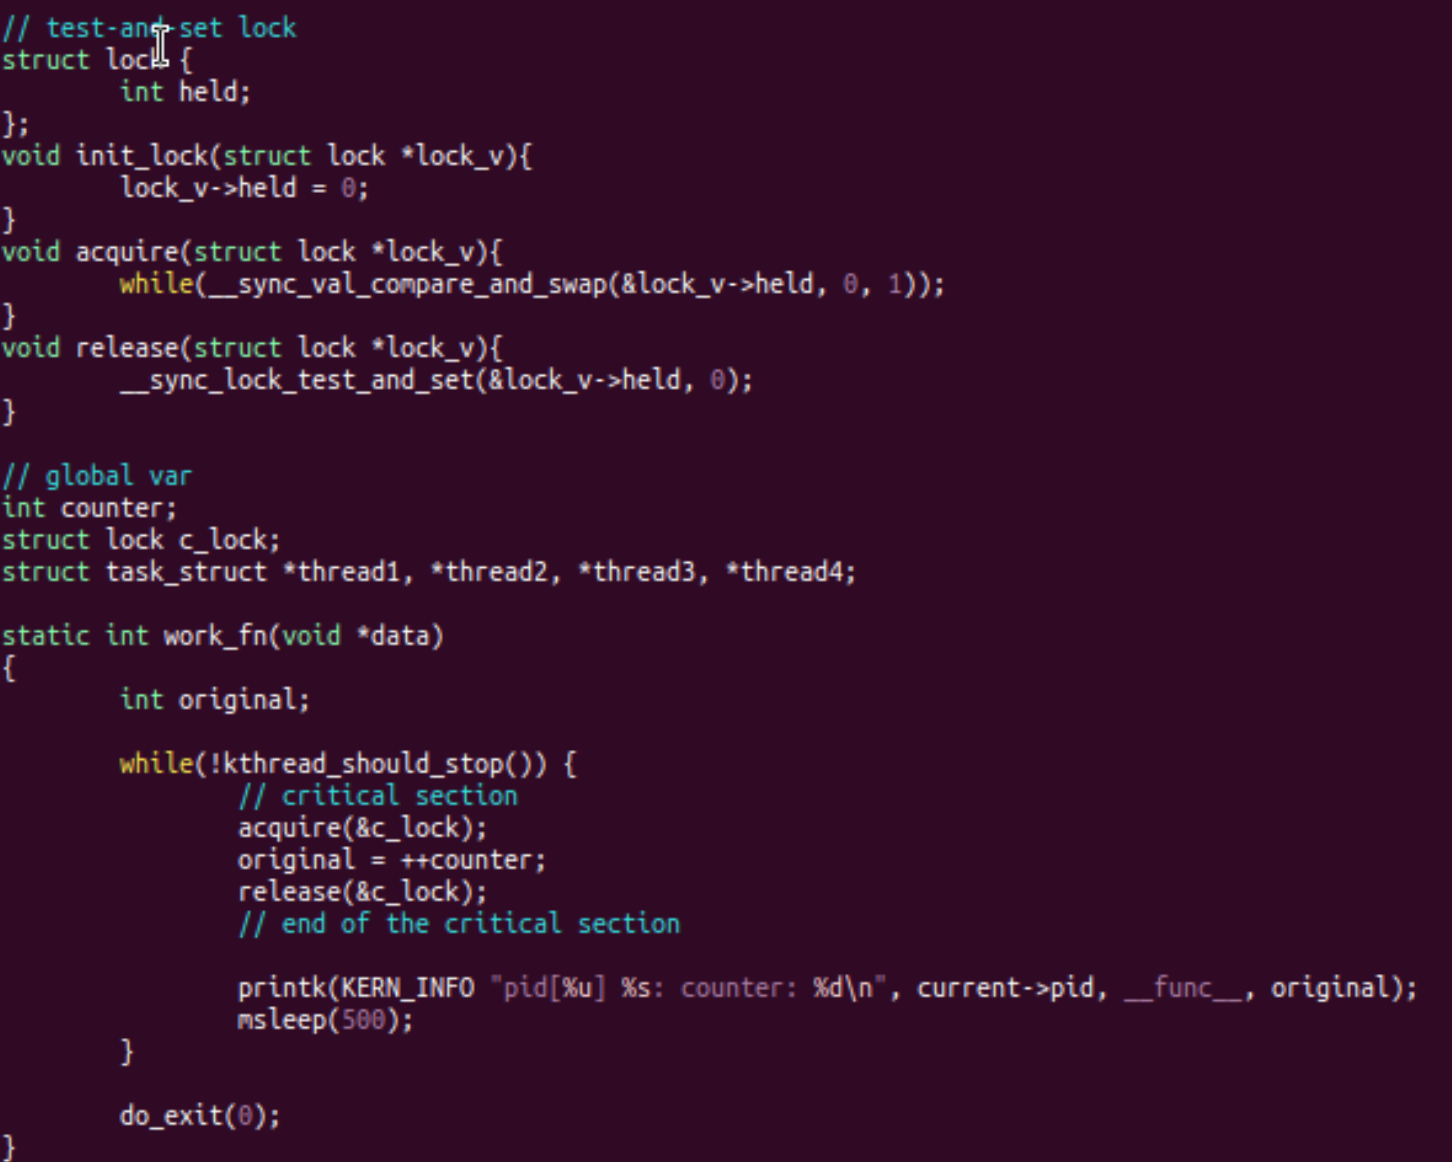 // test-and-set lock
struct lock {
        int held;
};
void init_lock(struct lock *lock_v){
        lock_v->held = 0;
}
void acquire(struct lock *lock_v){
        while(__sync_val_compare_and_swap(&lock_v->held, 0, 1));
}
void release(struct lock *lock_v){
        __sync_lock_test_and_set(&lock_v->held, 0);
}

// global var
int counter;
struct lock c_lock;
struct task_struct *thread1, *thread2, *thread3, *thread4;

static int work_fn(void *data)
{
        int original;

        while(!kthread_should_stop()) {
                // critical section
                acquire(&c_lock);
                original = ++counter;
                release(&c_lock);
                // end of the critical section

                printk(KERN_INFO "pid[%u] %s: counter: %d\n", current->pid, __func__, original);
                msleep(500);
        }

        do_exit(0);
}